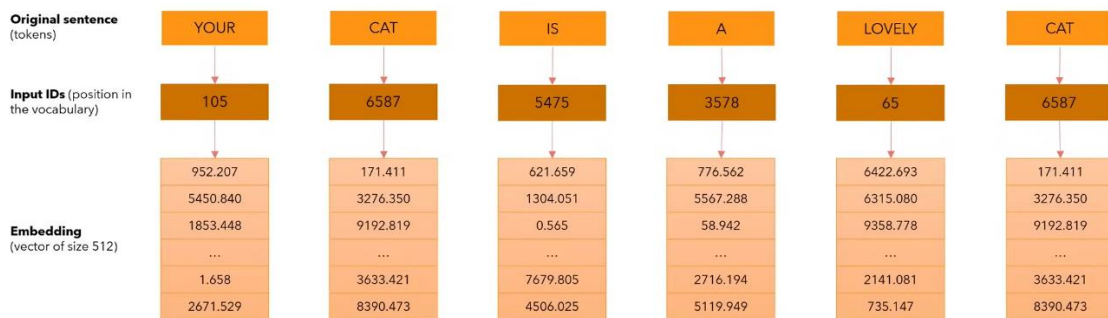 Original sentence
(tokens)
YOUR CAT IS A LOVELY CAT
Input IDs (position in
the vocabulary)
105 6587 5475 3578 65 6587
Embedding
(vector of size 512)
952.207 171.411 621.659 776.562 6422.693 171.411
5450.840 3276.350 1304.051 5567.288 6315.080 3276.350
1853.448 9192.819 0.565 58.942 9358.778 9192.819
... ... ... ... ... ...
1.658 3633.421 7679.805 2716.194 2141.081 3633.421
2671.529 8390.473 4506.025 5119.949 735.147 8390.473